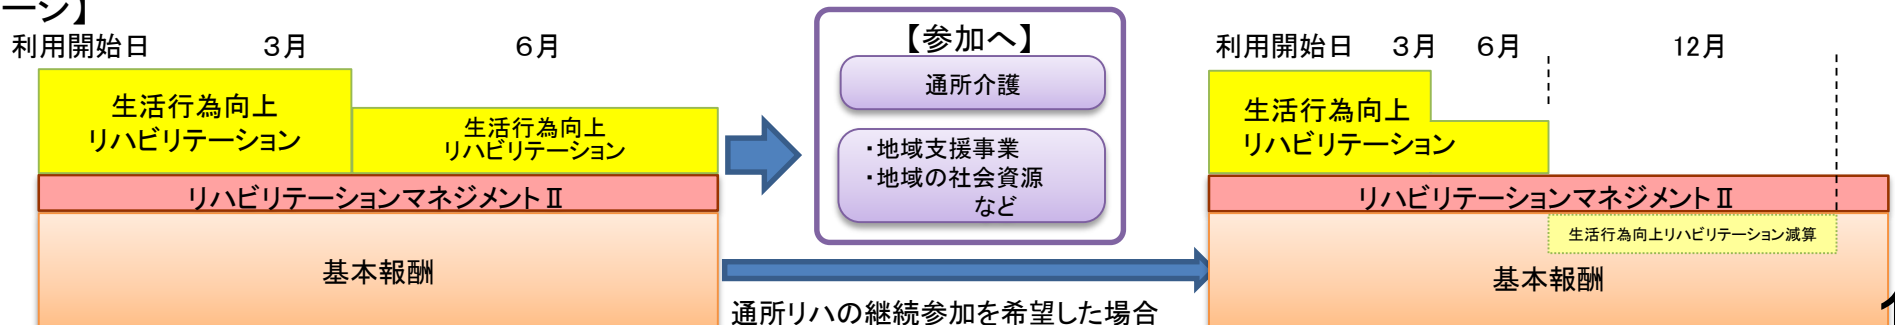 ーン】
利用開始日 3月 6月
生活行為向上
リハビリテーション
生活行為向上
リハビリテーション
リハビリテーションマネジメントⅡ
基本報酬
【参加へ】
通所介護
・地域支援事業
・地域の社会資源
など
通所リハの継続参加を希望した場合
利用開始日 3月 6月 12月
生活行為向上
リハビリテーション
リハビリテーションマネジメントⅡ
生活行為向上リハビリテーション減算
基本報酬